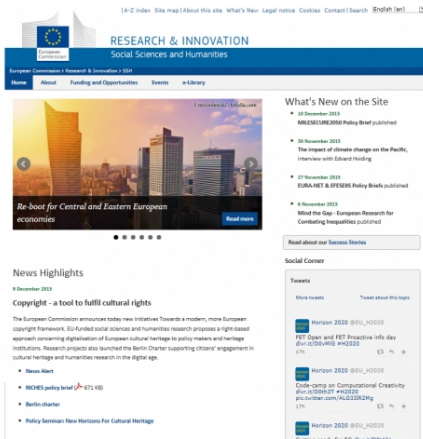 A-Z index Site map About this site What's New Legal notice Cookies Contact Search English (en)
European
Commission
RESEARCH & INNOVATION
Social Sciences and Humanities
European Commission > Research & Innovation > SSH
Home About Funding and Opportunities Events e-Library
Re-boot for Central and Eastern European
economies
Read more
What's New on the Site
10 December 2015
MILESECURE2050 Policy Brief published
30 November 2015
The impact of climate change on the Pacific,
interview with Edvard Hviding
27 November 2015
EURA-NET & EFESEIIS Policy Briefs published
6 November 2015
Mind the Gap - European Research for
Combating Inequalities published
Read about our Success Stories
Social Corner
Tweets
More tweets Tweet about this topic
Horizon 2020 @EU_H2020
FET Open and FET Proactive info day
#H2020
17h
Horizon 2020 @EU_H2020
Code-camp on Computational Creativity
17h
Horizon 2020 @EU_H2020
News Highlights
9 December 2015
Copyright - a tool to fulfil cultural rights
The European Commission announces today new initiatives Towards a modern, more European
copyright framework. EU-funded social sciences and humanities research proposes a right-based
approach concerning digitalisation of European cultural heritage to policy makers and heritage
institutions. Research projects also launched the Berlin Charter supporting citizens' engagement in
cultural heritage and humanities research in the digital age.
News Alert
RICHES policy brief ( 671 KB)
Berlin charter
Policy Seminar: New Horizons For Cultural Heritage